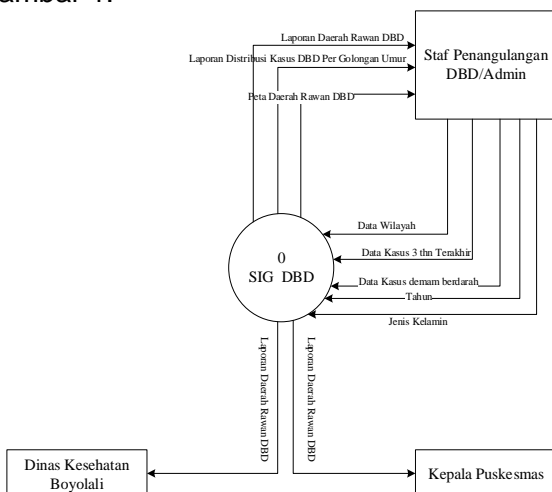 Laporan Daerah Rawan DBD
Laporan Distribusi Kasus DBD Per Golongan Umur
Peta Daerah Rawan DBD
Staf Penangulangan
DBD/Admin
Data Wilayah
Data Kasus 3 thn Terakhir
Data Kasus demam berdarah
Tahun
Jenis Kelamin
0
SIG DBD
Laporan Daerah Rawan DBD
Laporan Daerah Rawan DBD
Dinas Kesehatan
Boyolali
Kepala Puskesmas